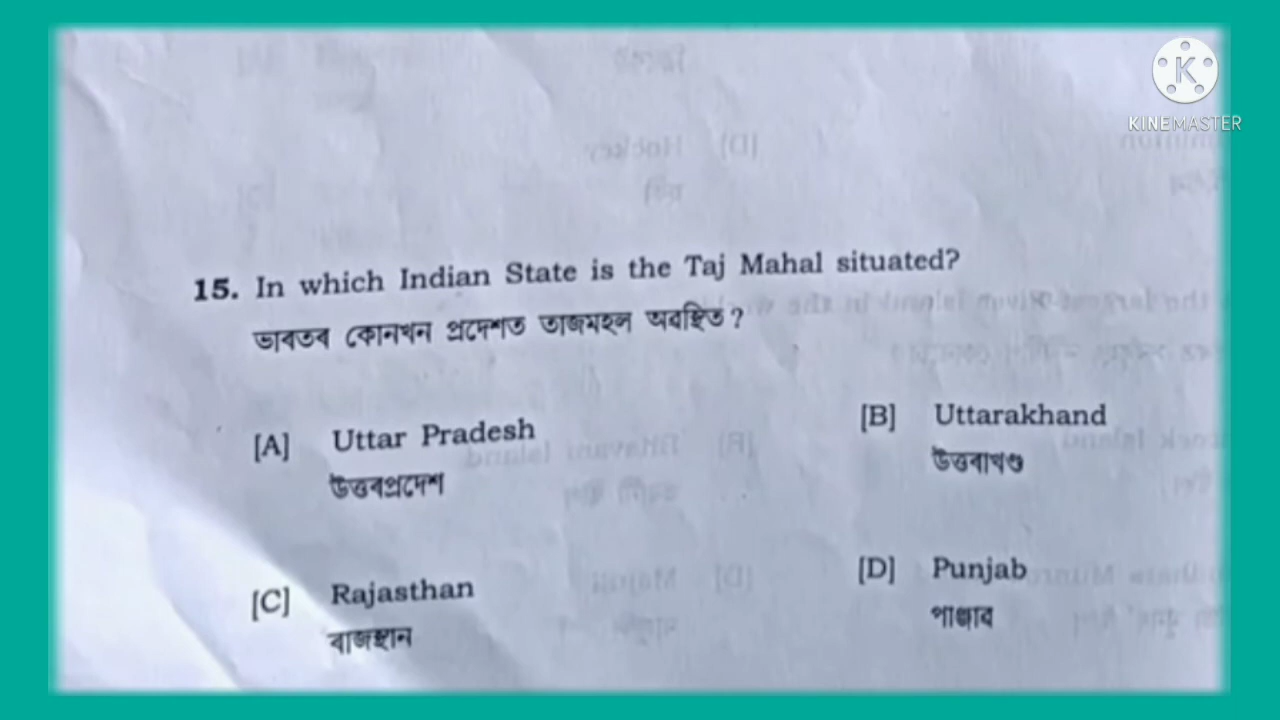 KINEMASTER
15. In which Indian State is the Taj Mahal situated?
ভাৰতৰ কোনখন প্ৰদেশত তাজমহল অৱস্থিত ?
[A] Uttar Pradesh
উত্তৰপ্ৰদেশ
[B] Uttarakhand
উত্তৰাখণ্ড
[C] Rajasthan
ৰাজস্থান
[D] Punjab
পাঞ্জাব